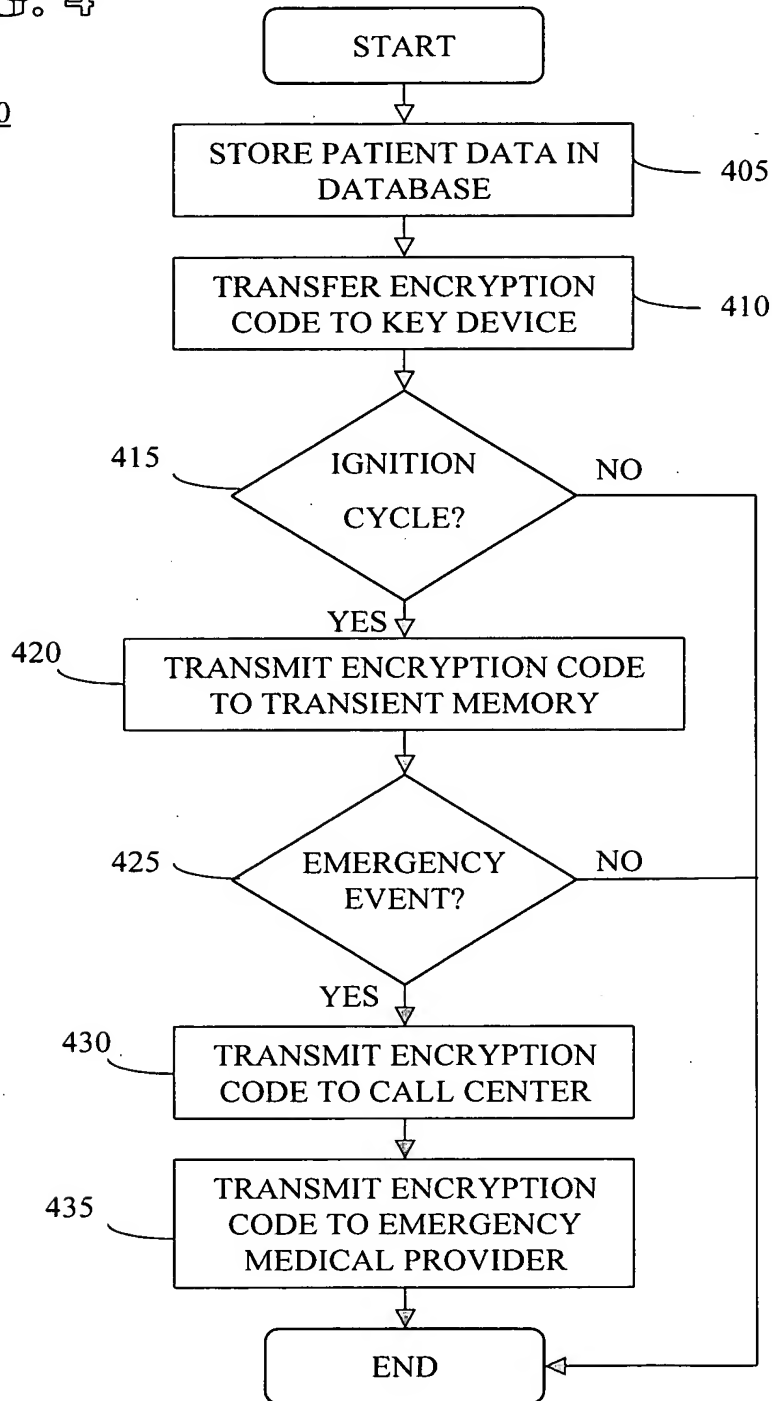 G. 4
START
0
STORE PATIENT DATA IN
DATABASE
405
TRANSFER ENCRYPTION
CODE TO KEY DEVICE
410
415
IGNITION
CYCLE?
NO
YES
420
TRANSMIT ENCRYPTION CODE
TO TRANSIENT MEMORY
425
EMERGENCY
EVENT?
NO
YES
430
TRANSMIT ENCRYPTION
CODE TO CALL CENTER
435
TRANSMIT ENCRYPTION
CODE TO EMERGENCY
MEDICAL PROVIDER
END